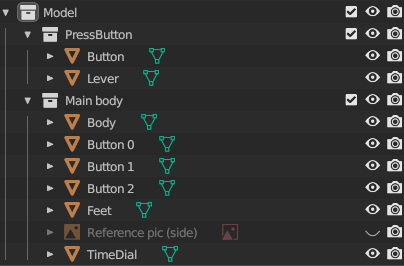 Model
PressButton
Button
Lever
Main body
Body
Button 0
Button 1
Button 2
Feet
Reference pic (side)
TimeDial